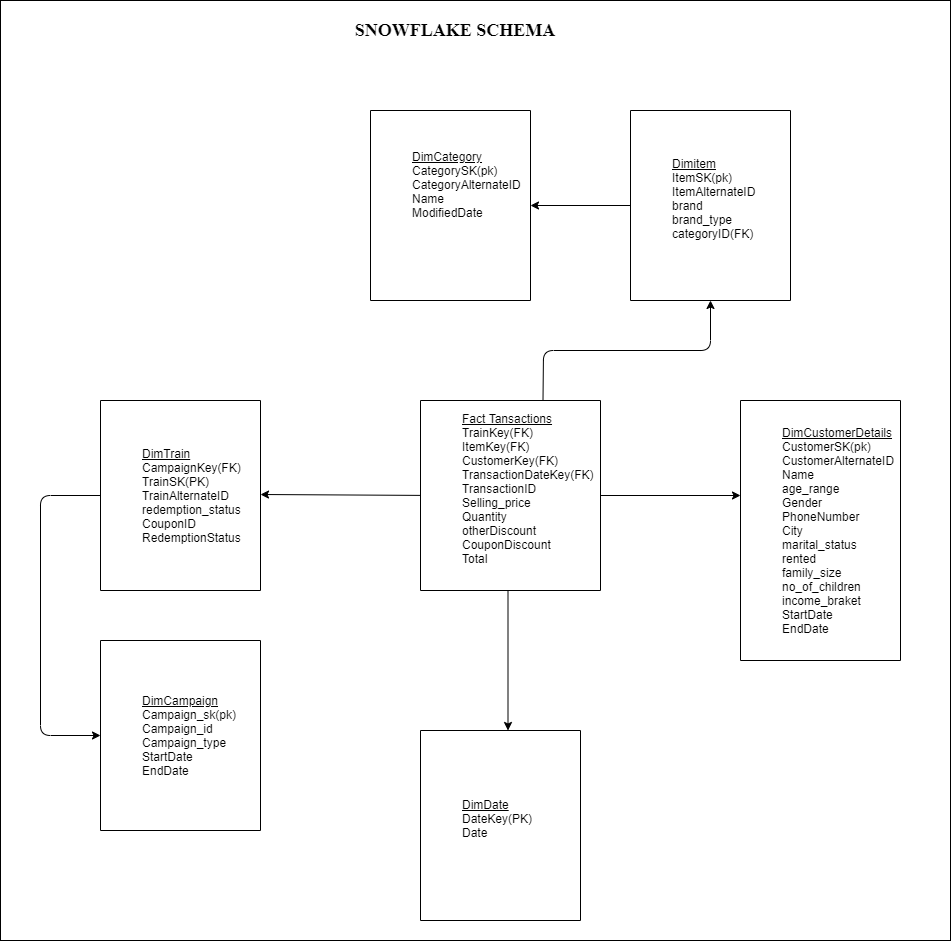 SNOWFLAKE SCHEMA
DimCategory
CategorySK(pk)
CategoryAlternateID
Name
ModifiedDate
Dimitem
ItemSK(pk)
ItemAlternateID
brand
brand_type
categoryID(FK)
DimTrain
CampaignKey(FK)
TrainSK(PK)
TrainAlternateID
redemption_status
CouponID
RedemptionStatus
Fact Tansactions
TrainKey(FK)
ItemKey(FK)
CustomerKey(FK)
TransactionDateKey(FK)
TransactionID
Selling_price
Quantity
otherDiscount
CouponDiscount
Total
DimCustomerDetails
CustomerSK(pk)
CustomerAlternateID
Name
age_range
Gender
PhoneNumber
City
marital_status
rented
family_size
no_of_children
income_braket
StartDate
EndDate
DimCampaign
Campaign_sk(pk)
Campaign_id
Campaign_type
StartDate
EndDate
DimDate
DateKey(PK)
Date